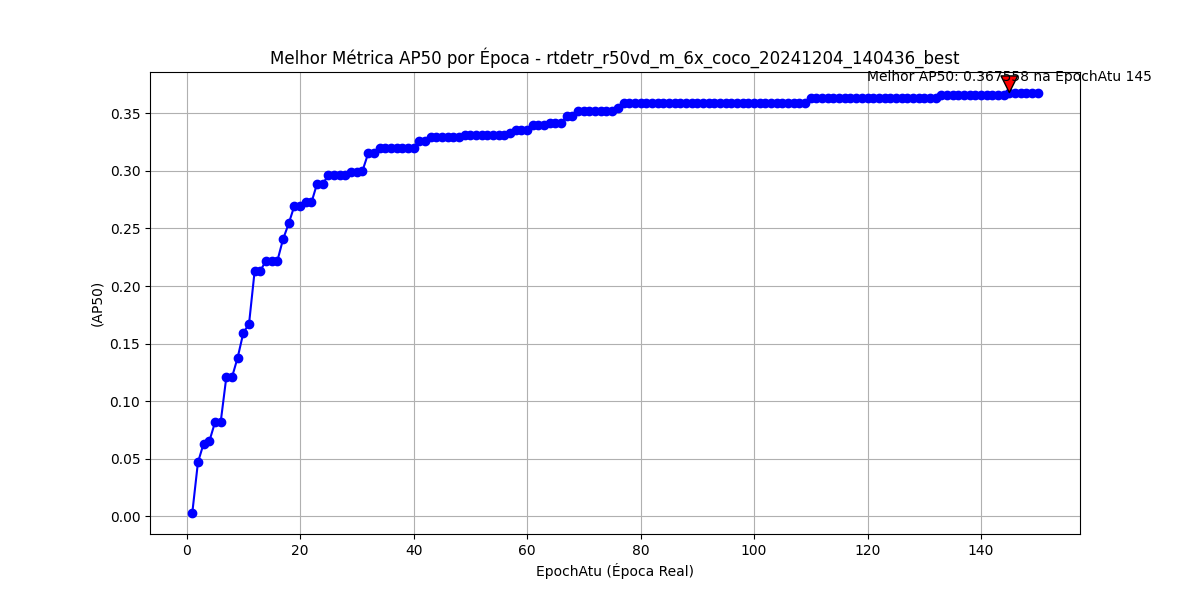 Melhor Métrica AP50 por Época - rtdetr_r50vd_m_6x_coco_20241204_140436_best
Melhor AP50: 0.367558 na EpochAtu 145
0.35
0.30
0.25
0.20
0.15
0.10
0.05
0.00
(AP50)
0 20 40 60 80 100 120 140
EpochAtu (Época Real)